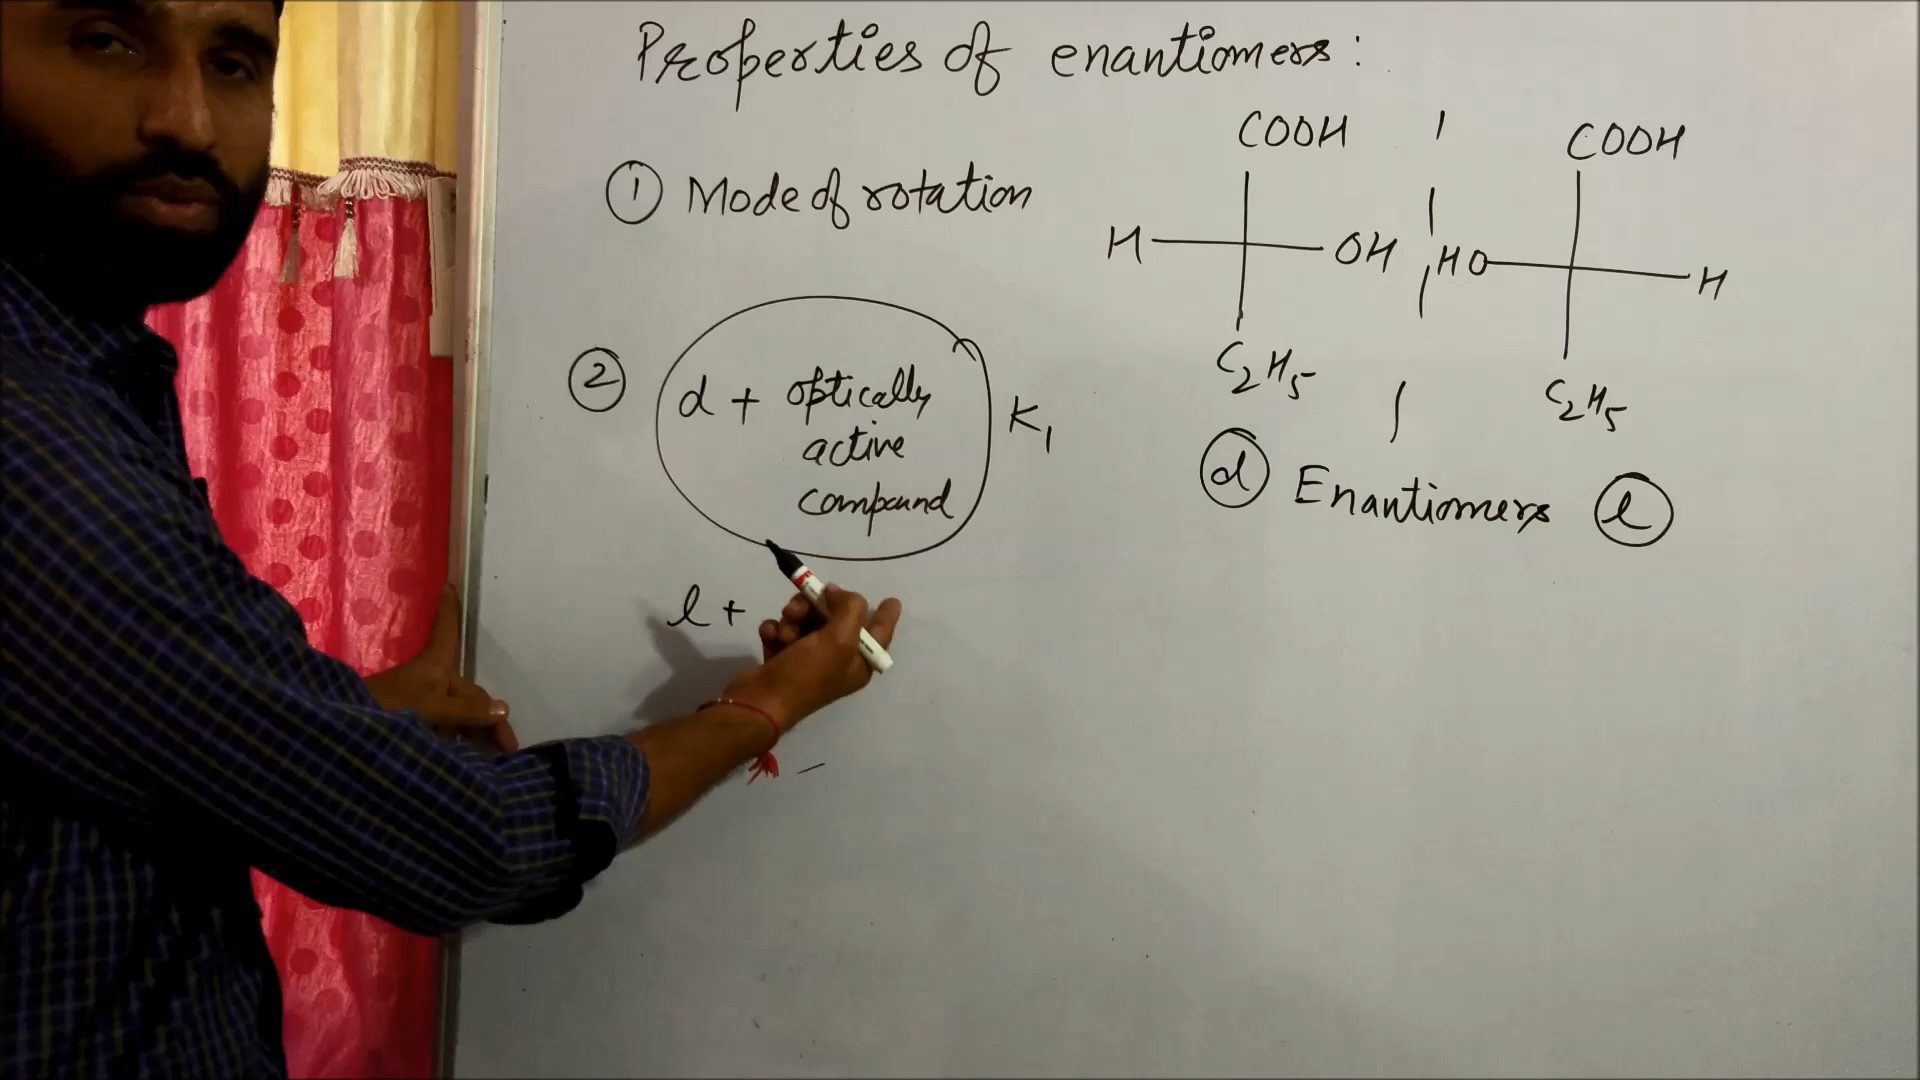 Properties of enantiomers :
① Mode of rotation
COOH COOH
H OH HO H
C₂H₅ C₂H₅
ⓓ Enantiomers ⓛ
② d + optically K₁
active
compound
l +